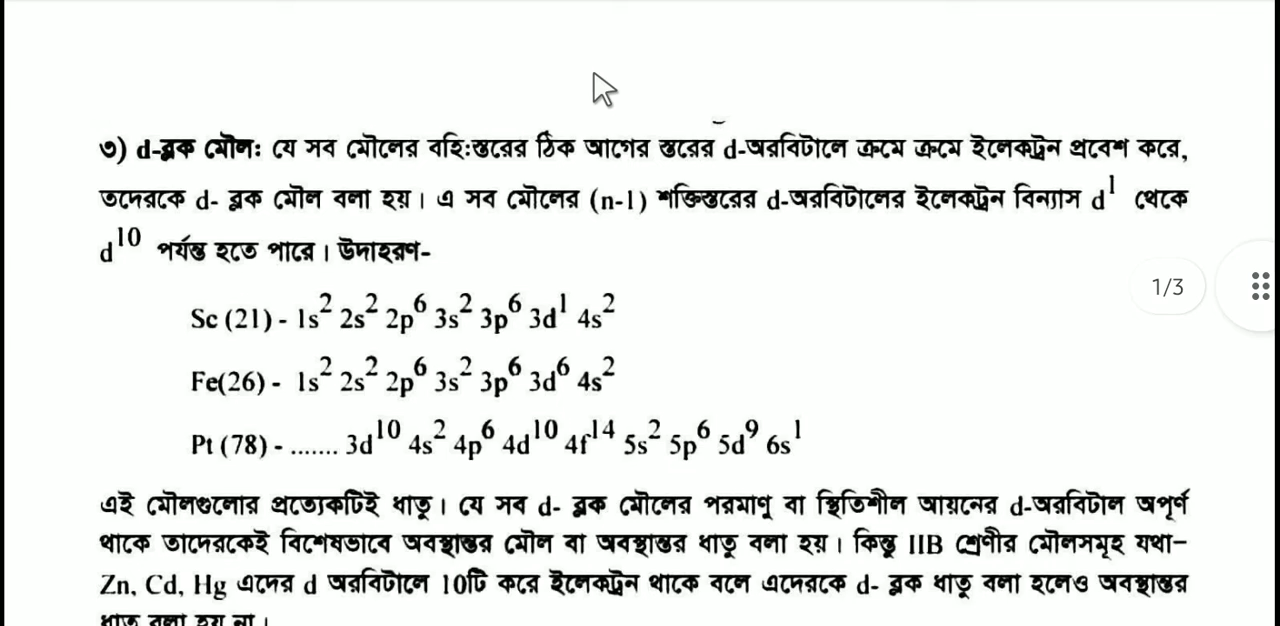 ৩) d-ব্লক মৌলঃ যে সব মৌলের বহিঃস্তরের ঠিক আগের স্তরের d-অরবিটালে ক্রমে ক্রমে ইলেকট্রন প্রবেশ করে,
তদেরকে d- ব্লক মৌল বলা হয়। এ সব মৌলের (n-1) শক্তিস্তরের d-অরবিটালের ইলেকট্রন বিন্যাস d¹ থেকে
d¹⁰ পর্যন্ত হতে পারে। উদাহরণ-
1/3
Sc (21) - 1s² 2s² 2p⁶ 3s² 3p⁶ 3d¹ 4s²
Fe(26) - 1s² 2s² 2p⁶ 3s² 3p⁶ 3d⁶ 4s²
Pt (78) - ....... 3d¹⁰ 4s² 4p⁶ 4d¹⁰ 4f¹⁴ 5s² 5p⁶ 5d⁹ 6s¹
এই মৌলগুলোর প্রত্যেকটিই ধাতু। যে সব d- ব্লক মৌলের পরমাণু বা স্থিতিশীল আয়নের d-অরবিটাল অপূর্ণ
থাকে তাদেরকেই বিশেষভাবে অবস্থান্তর মৌল বা অবস্থান্তর ধাতু বলা হয়। কিন্তু IIB শ্রেণীর মৌলসমূহ যথা–
Zn, Cd, Hg এদের d অরবিটালে 10টি করে ইলেকট্রন থাকে বলে এদেরকে d- ব্লক ধাতু বলা হলেও অবস্থান্তর
ধাতু বলা হয় না।